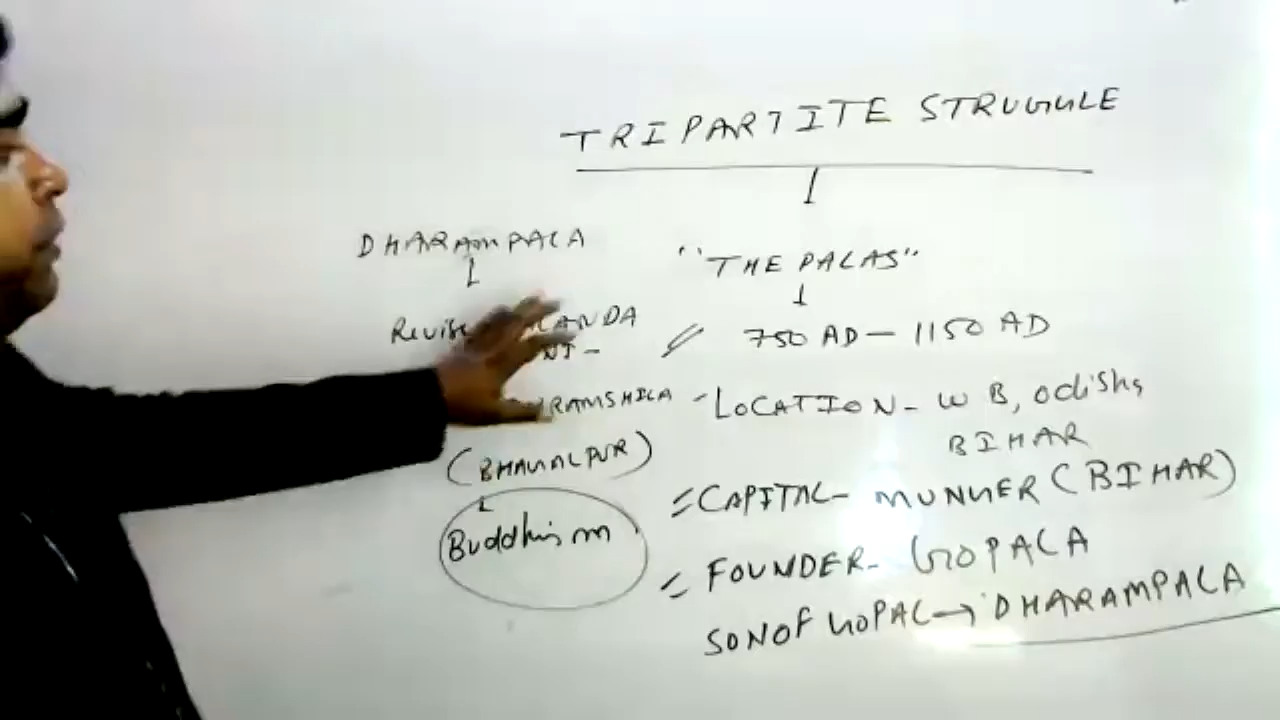 TRIPARTITE STRUGGLE
DHARAMPALA
"THE PALAS"
750 AD - 1150 AD
LOCATION - W B, Odisha,
BIHAR
(BHAGALPUR)
=CAPITAL- MUNGER (BIHAR)
Buddhism
= FOUNDER- GOPALA
SON OF GOPAL → DHARAMPALA